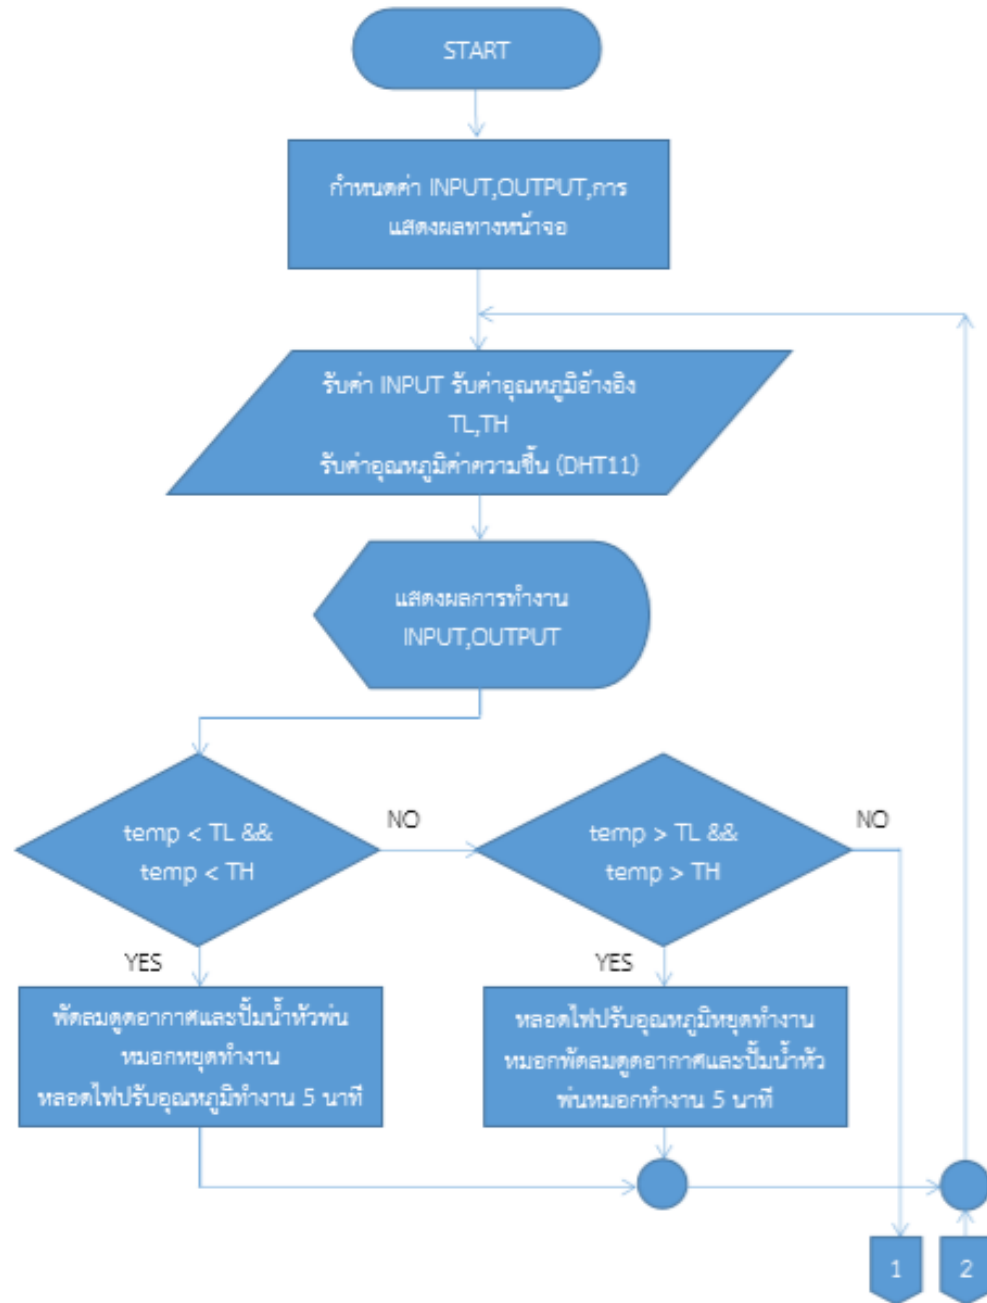 START
กำหนดค่า INPUT,OUTPUT,การ
แสดงผลทางหน้าจอ
รับค่า INPUT รับค่าอุณหภูมิอ้างอิง
TL,TH
รับค่าอุณหภูมิค่าความชื้น (DHT11)
แสดงผลการทำงาน
INPUT,OUTPUT
temp < TL &&
temp < TH
NO
temp > TL &&
temp > TH
NO
YES
YES
พัดลมดูดอากาศและปั๊มน้ำหัวพ่น
หมอกหยุดทำงาน
หลอดไฟปรับอุณหภูมิทำงาน 5 นาที
หลอดไฟปรับอุณหภูมิหยุดทำงาน
หมอกพัดลมดูดอากาศและปั๊มน้ำหัว
พ่นหมอกทำงาน 5 นาที
1
2